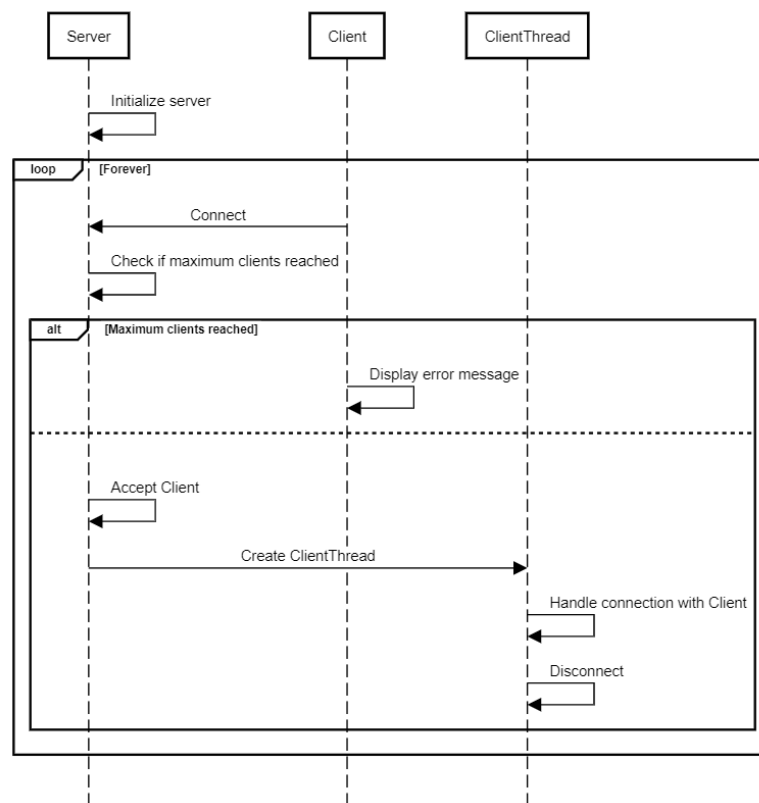 Server
Client
ClientThread
Initialize server
loop
[Forever]
Connect
Check if maximum clients reached
alt
[Maximum clients reached]
Display error message
Accept Client
Create ClientThread
Handle connection with Client
Disconnect